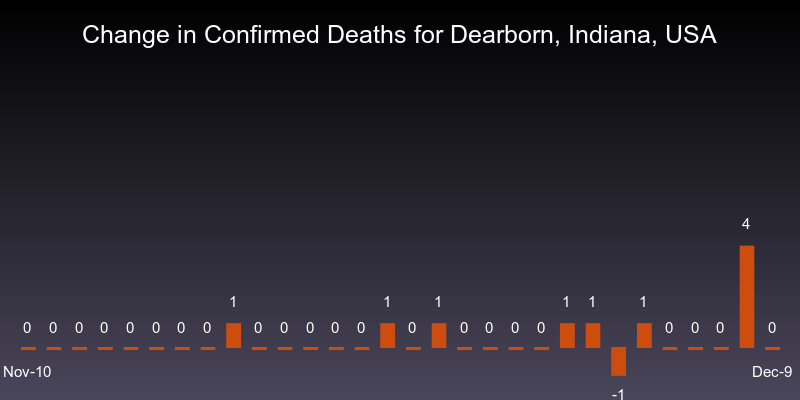 Change in Confirmed Deaths for Dearborn, Indiana, USA
4
1 1 1 1 1 1
0 0 0 0 0 0 0 0 0 0 0 0 0 0 0 0 0 0 0 0 0 0
Nov-10 Dec-9
-1